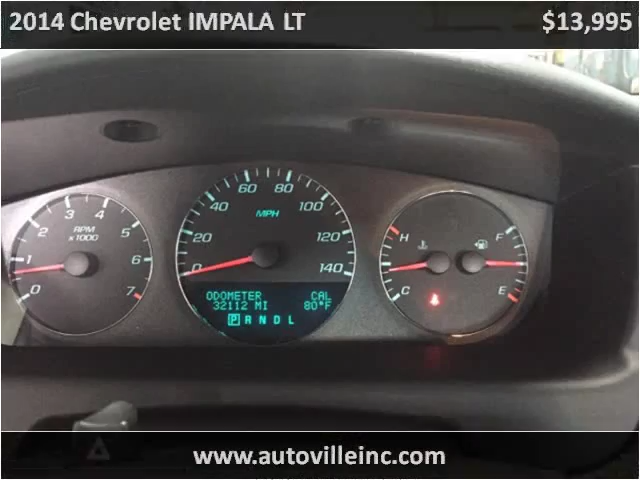 2014 Chevrolet IMPALA LT $13,995
0 1 2 3 4 5 6 7
RPM
x1000
0 20 40 60 80 100 120 140
MPH
ODOMETER CAL
32112 MI 80°F
P R N D L
H F
C E
www.autovilleinc.com